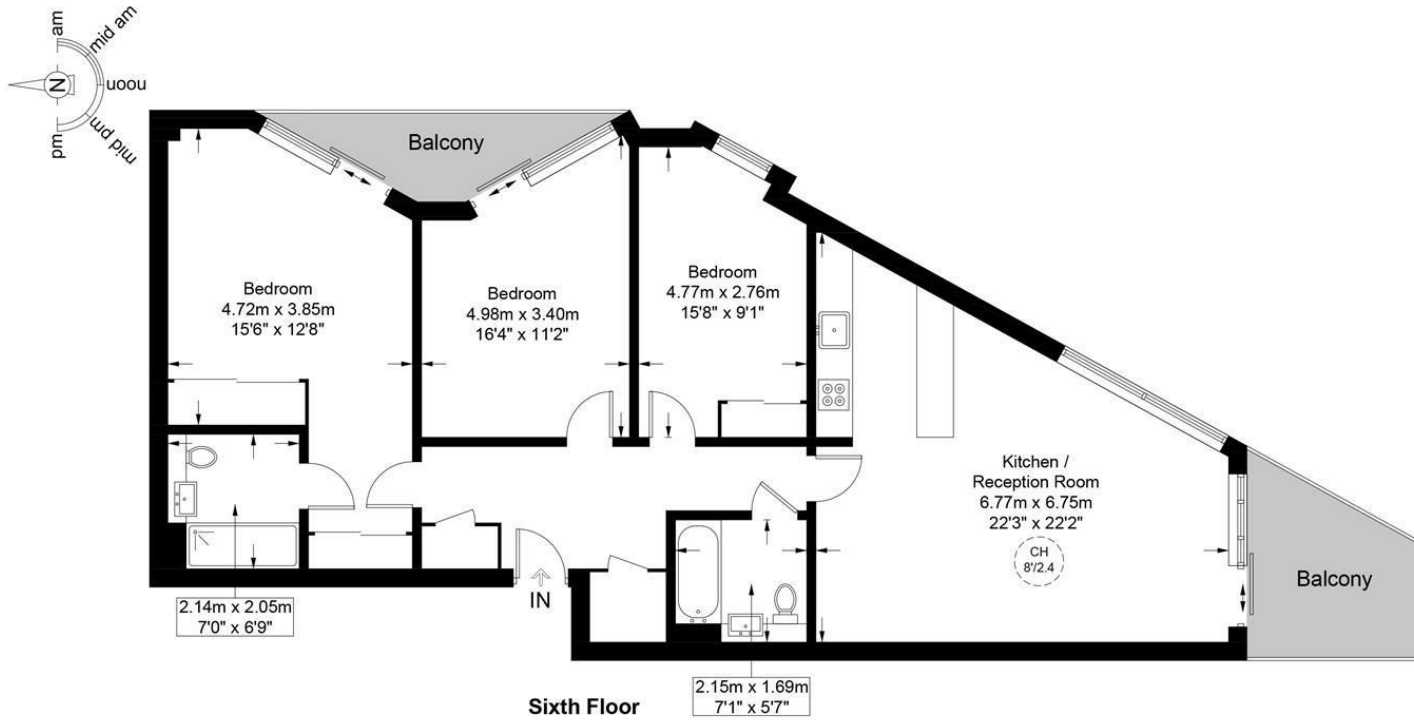 am
mid am
noon
mid pm
pm
N
Balcony
Bedroom
4.72m x 3.85m
15'6" x 12'8"
Bedroom
4.98m x 3.40m
16'4" x 11'2"
Bedroom
4.77m x 2.76m
15'8" x 9'1"
Kitchen /
Reception Room
6.77m x 6.75m
22'3" x 22'2"
CH
8'/2.4
Balcony
IN
2.14m x 2.05m
7'0" x 6'9"
2.15m x 1.69m
7'1" x 5'7"
Sixth Floor